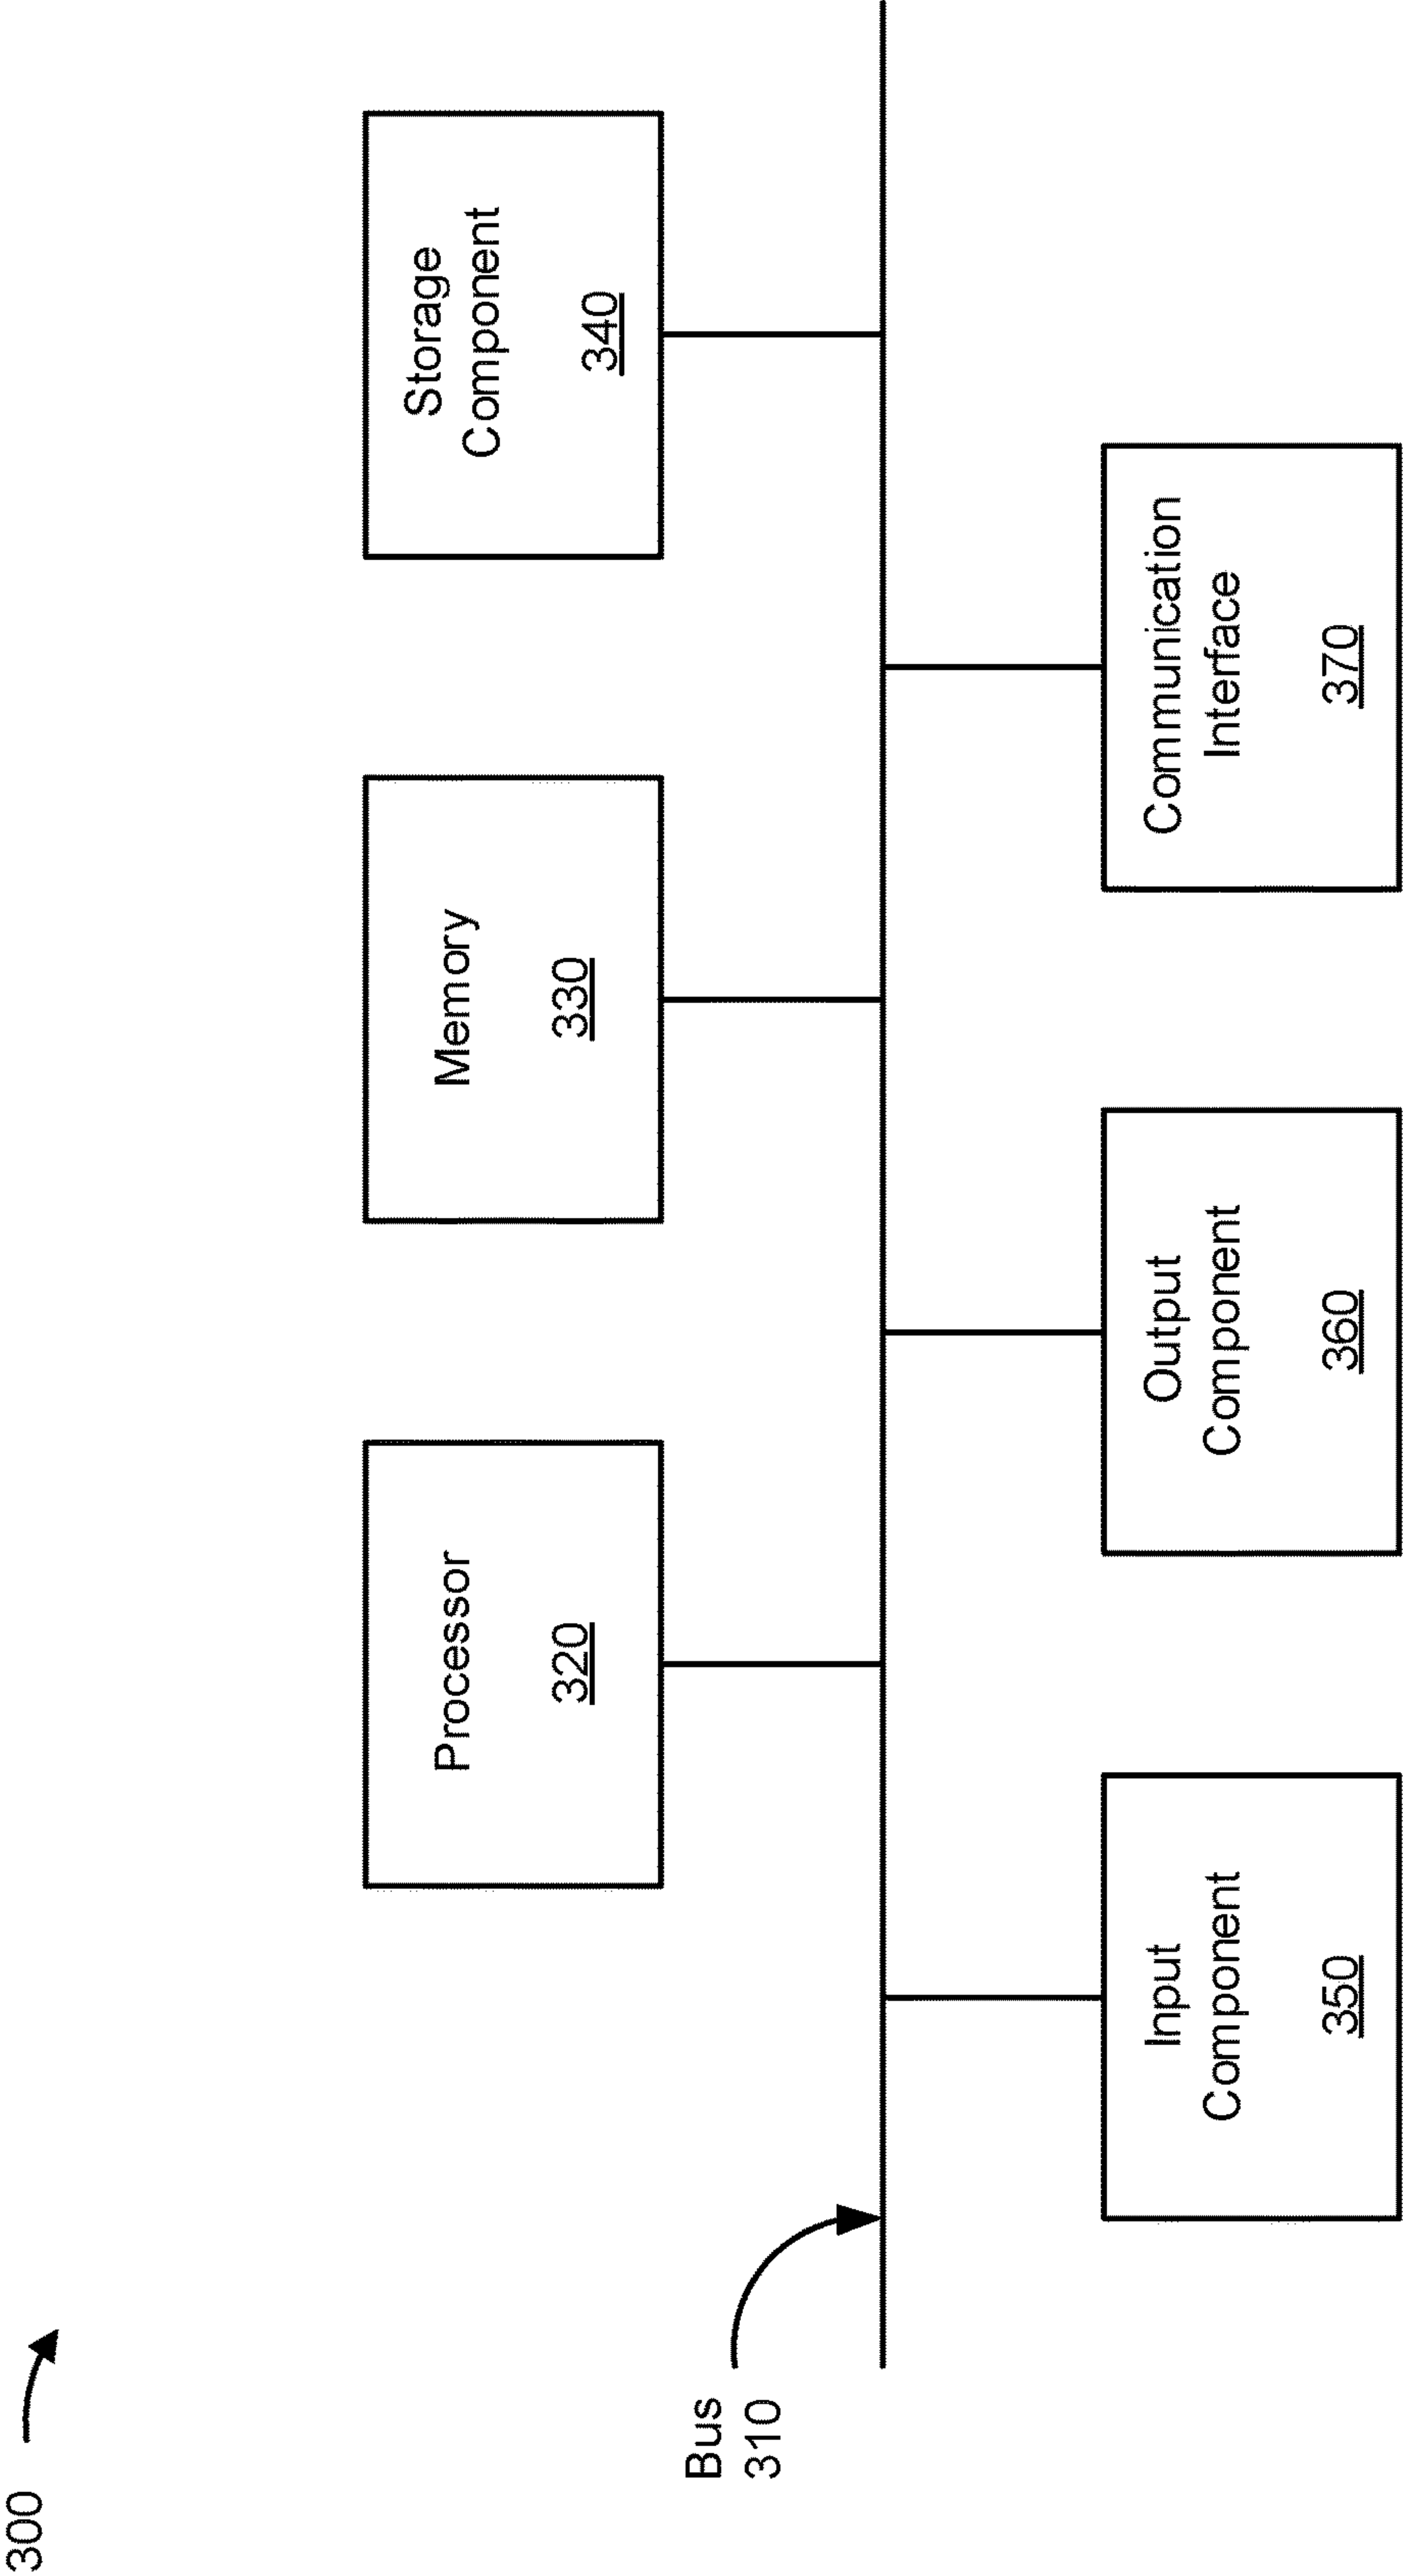 300
Processor
320
Memory
330
Storage
Component
340
Bus
310
Input
Component
350
Output
Component
360
Communication
Interface
370